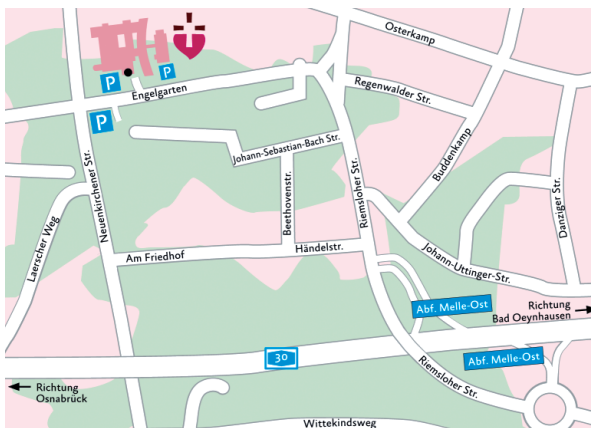 Osterkamp
P
P
Engelgarten
P
Regenwalder Str.
Johann-Sebastian-Bach Str.
Buddenkamp
Neuenkirchener Str.
Beethovenstr.
Riemsloher Str.
Danziger Str.
Laerscher Weg
Am Friedhof
Händelstr.
Johann-Uttinger-Str.
Abf. Melle-Ost
Richtung
Bad Oeynhausen
30
Abf. Melle-Ost
Riemsloher Str.
Richtung
Osnabrück
Wittekindsweg